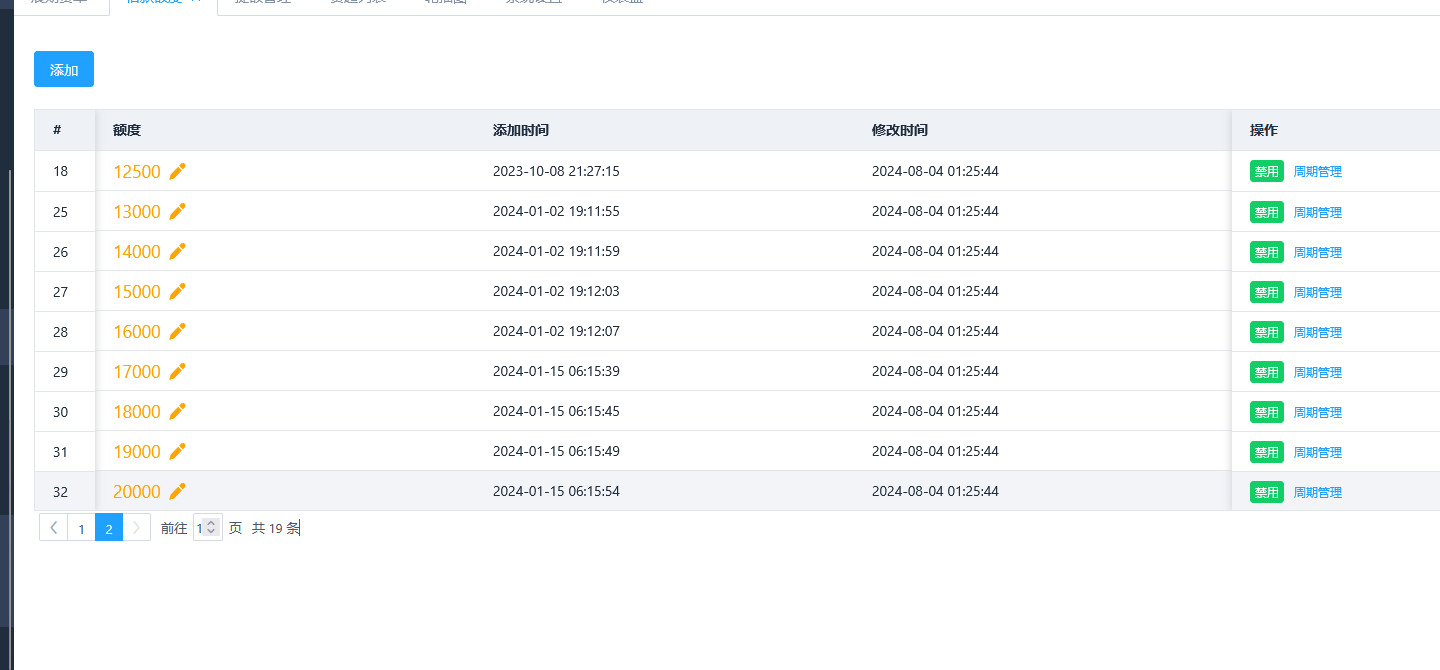 添加
# 额度 添加时间 修改时间 操作
18 12500 2023-10-08 21:27:15 2024-08-04 01:25:44 禁用 周期管理
25 13000 2024-01-02 19:11:55 2024-08-04 01:25:44 禁用 周期管理
26 14000 2024-01-02 19:11:59 2024-08-04 01:25:44 禁用 周期管理
27 15000 2024-01-02 19:12:03 2024-08-04 01:25:44 禁用 周期管理
28 16000 2024-01-02 19:12:07 2024-08-04 01:25:44 禁用 周期管理
29 17000 2024-01-15 06:15:39 2024-08-04 01:25:44 禁用 周期管理
30 18000 2024-01-15 06:15:45 2024-08-04 01:25:44 禁用 周期管理
31 19000 2024-01-15 06:15:49 2024-08-04 01:25:44 禁用 周期管理
32 20000 2024-01-15 06:15:54 2024-08-04 01:25:44 禁用 周期管理
1 2 前往 1 页 共 19 条